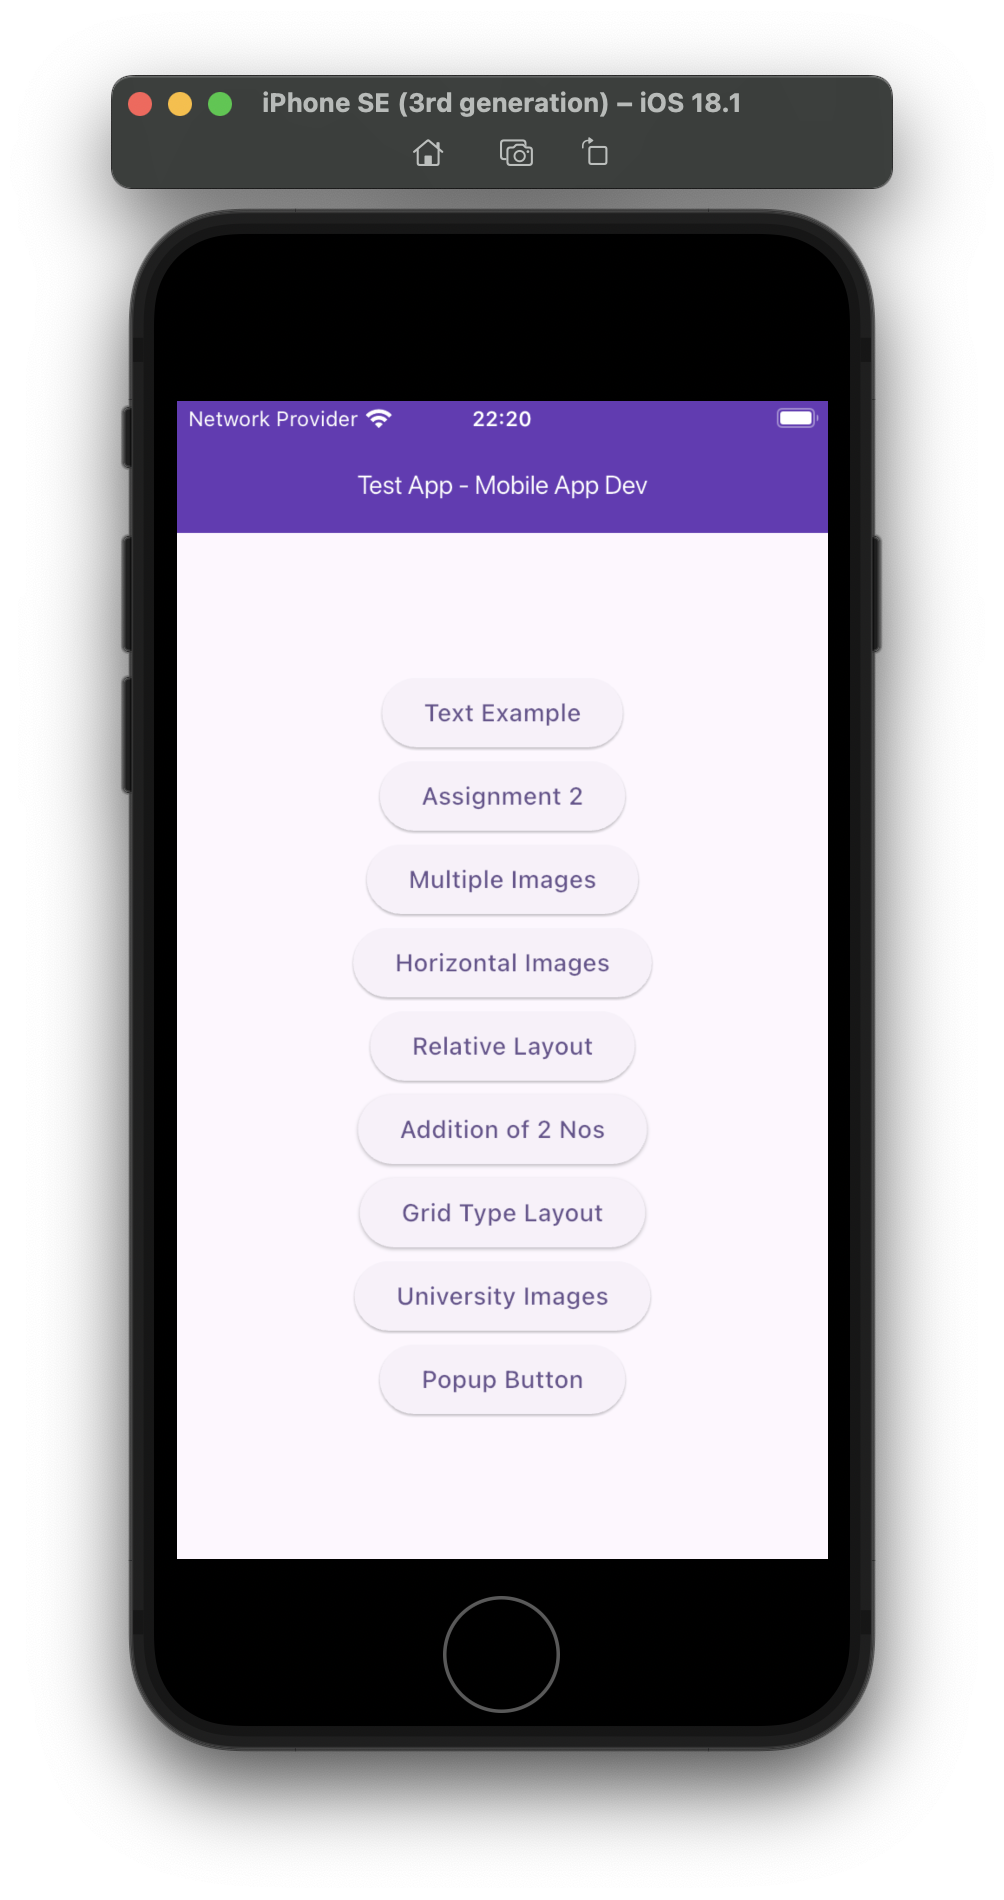 iPhone SE (3rd generation) – iOS 18.1
Network Provider 22:20
Test App - Mobile App Dev
Text Example
Assignment 2
Multiple Images
Horizontal Images
Relative Layout
Addition of 2 Nos
Grid Type Layout
University Images
Popup Button